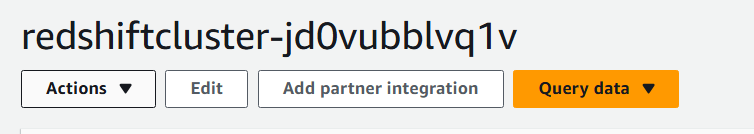 redshiftcluster-jd0vubblvq1v
Actions Edit Add partner integration Query data